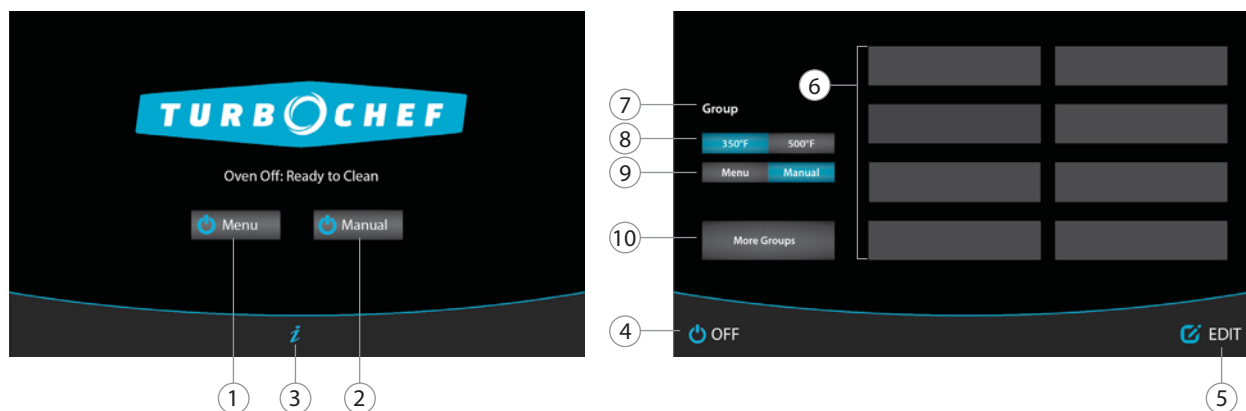 TURBOCHEF
Oven Off: Ready to Clean
Menu
Manual
i
1
3
2
6
7
Group
8
350°F
500°F
9
Menu
Manual
10
More Groups
4
OFF
EDIT
5